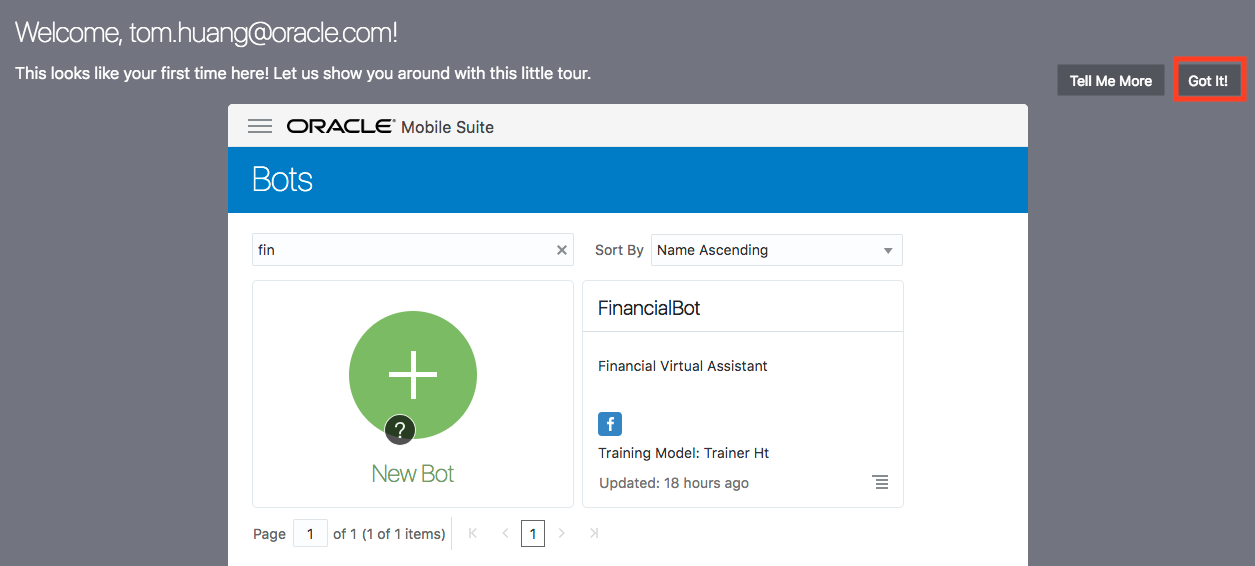 Welcome, tom.huang@oracle.com!
This looks like your first time here! Let us show you around with this little tour.
Tell Me More
Got It!
ORACLE® Mobile Suite
Bots
fin
Sort By
Name Ascending
FinancialBot
Financial Virtual Assistant
f
?
Training Model: Trainer Ht
New Bot
Updated: 18 hours ago
Page 1 of 1 (1 of 1 items) 1